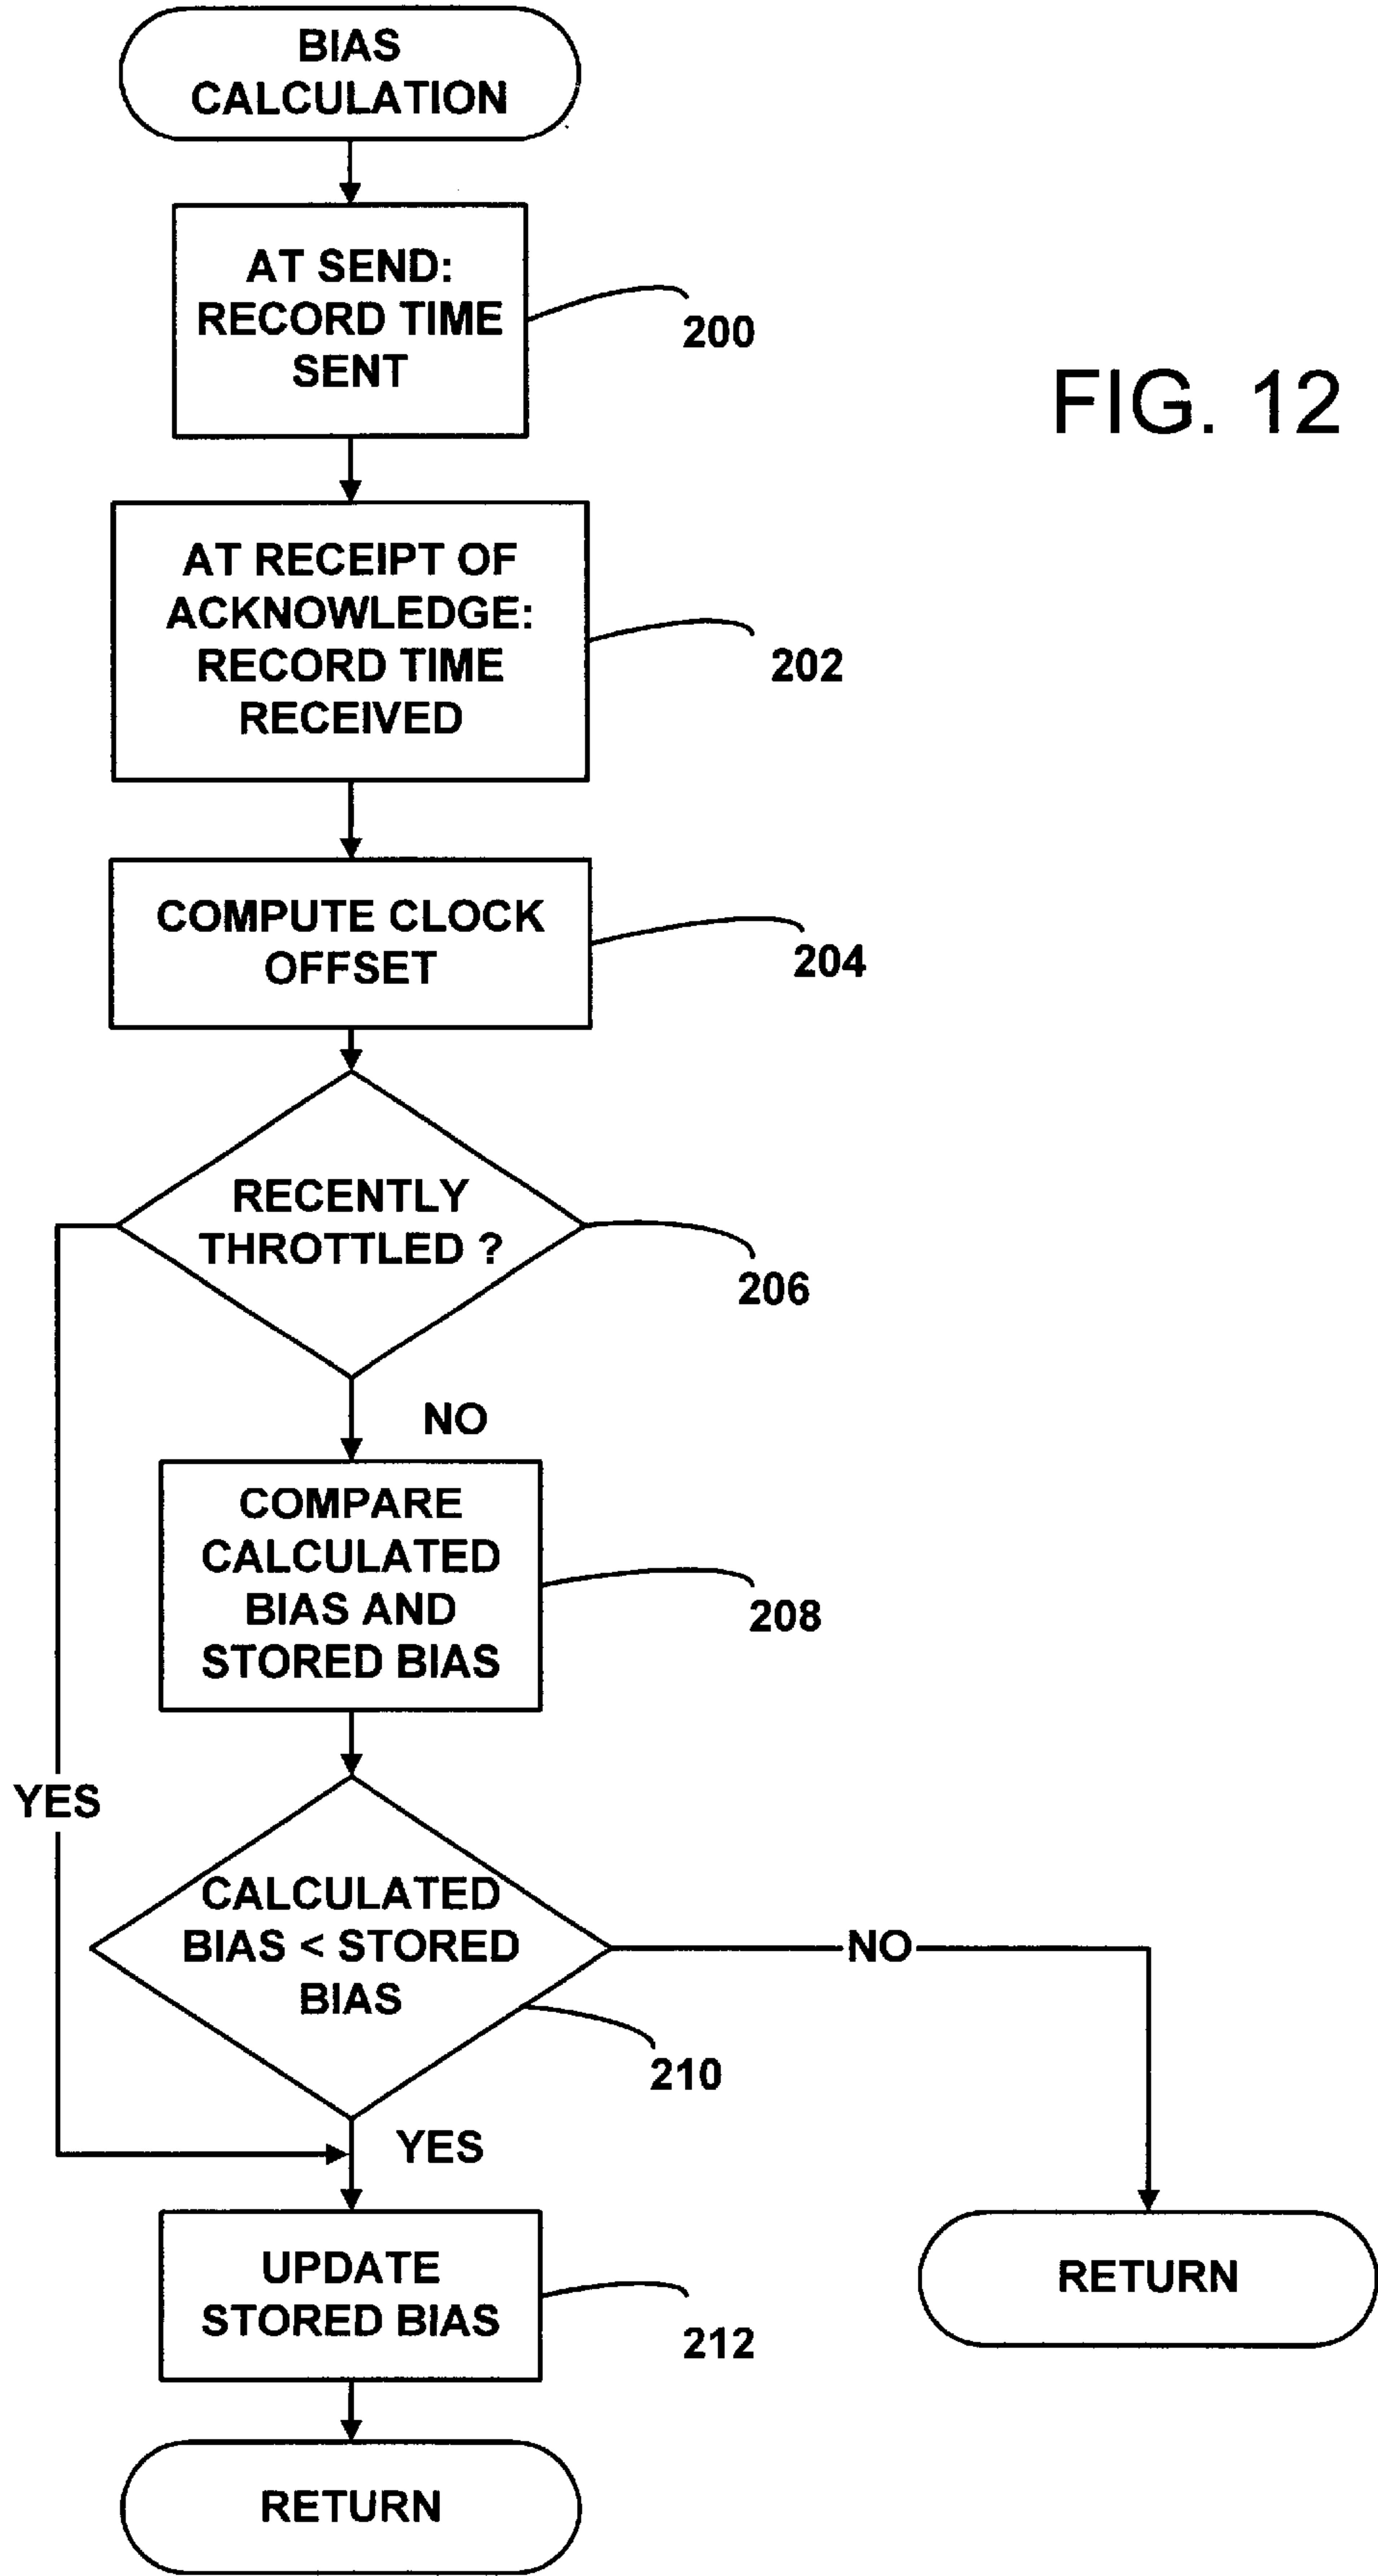 BIAS
CALCULATION
AT SEND:
RECORD TIME
SENT
200
FIG. 12
AT RECEIPT OF
ACKNOWLEDGE:
RECORD TIME
RECEIVED
202
COMPUTE CLOCK
OFFSET
204
RECENTLY
THROTTLED ?
206
NO
COMPARE
CALCULATED
BIAS AND
STORED BIAS
208
YES
CALCULATED
BIAS < STORED
BIAS
NO
210
YES
UPDATE
STORED BIAS
212
RETURN
RETURN